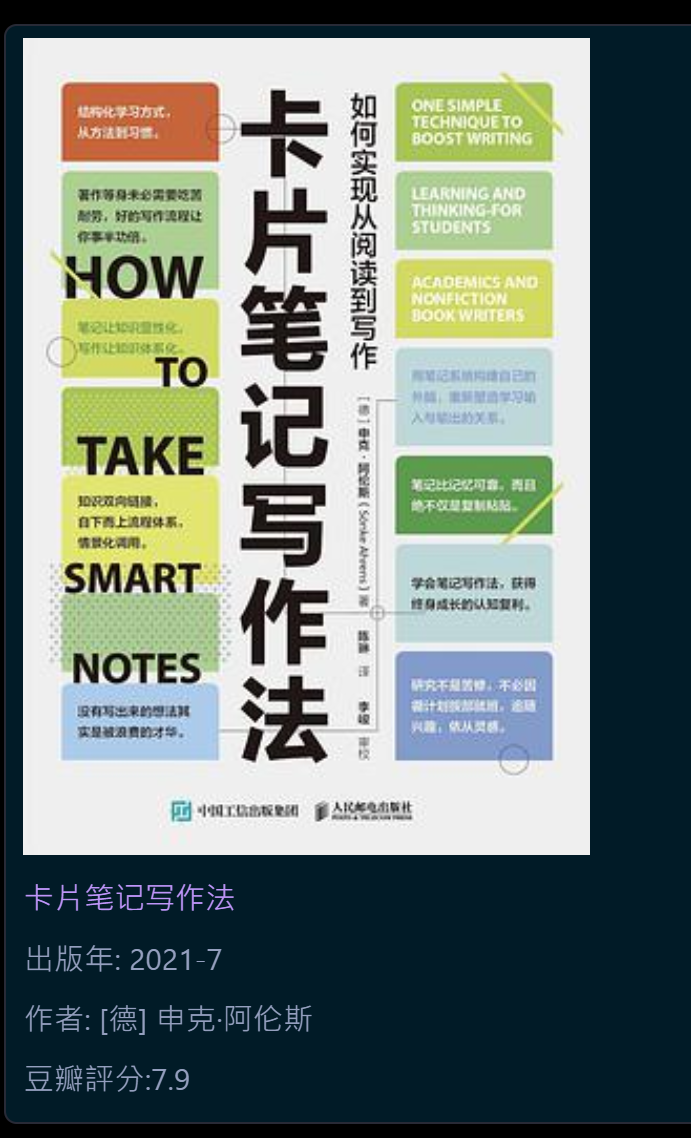 结构化学习方式，
从方法到习惯。
著作等身未必需要吃苦
耐劳，好的写作流程让
你事半功倍。
HOW
笔记让知识显性化，
写作让知识体系化。
TO
TAKE
知识双向链接，
自下而上流程体系，
情景化调用。
SMART
NOTES
没有写出来的想法其
实是被浪费的才华。
卡片笔记写作法
如何实现从阅读到写作
[德]申克·阿伦斯（Sönke Ahrens）著
陈琳 译
李峻 审校
ONE SIMPLE
TECHNIQUE TO
BOOST WRITING
LEARNING AND
THINKING-FOR
STUDENTS
ACADEMICS AND
NONFICTION
BOOK WRITERS
用笔记系统构建自己的
外脑，重新塑造学习输
入与输出的关系。
笔记比记忆可靠，而且
绝不仅是复制粘贴。
学会笔记写作法，获得
终身成长的认知复利。
研究不是苦修，不必因
循计划按部就班，追随
兴趣，依从灵感。
中国工信出版集团
人民邮电出版社
POSTS & TELECOM PRESS
卡片笔记写作法
出版年: 2021-7
作者: [德] 申克·阿伦斯
豆瓣評分:7.9